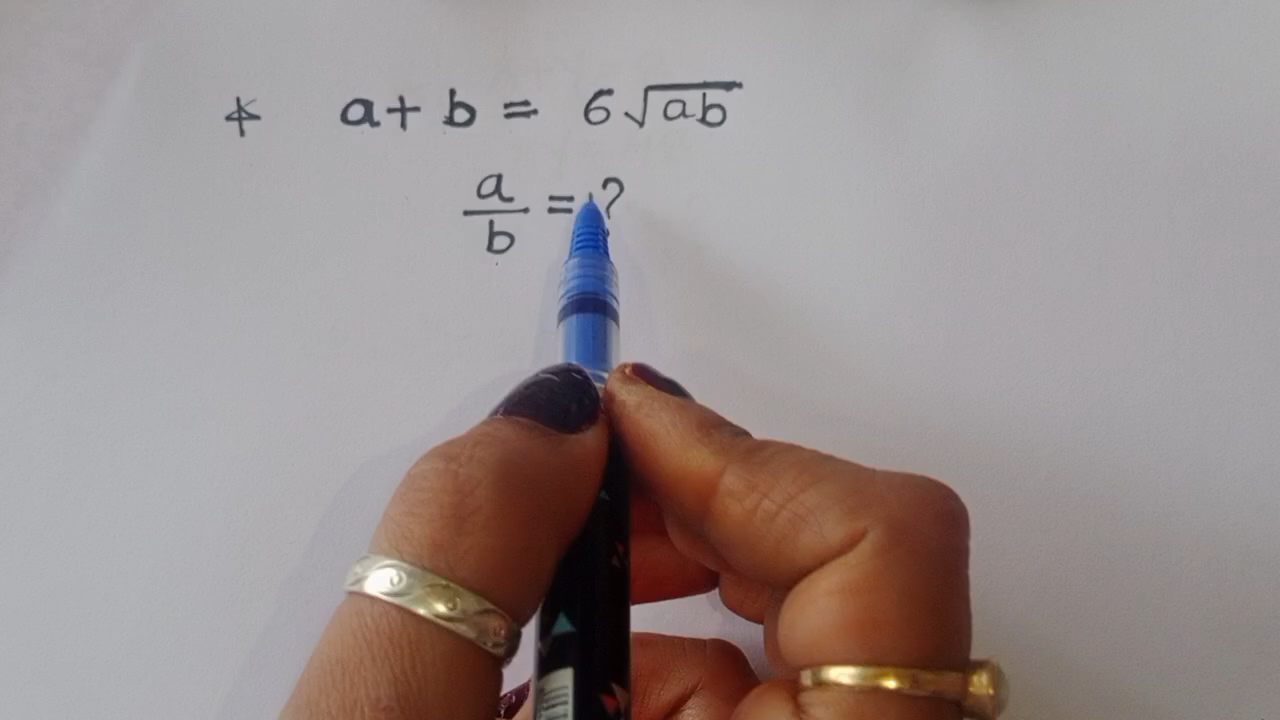 * a + b = 6√ab
a/b = ?